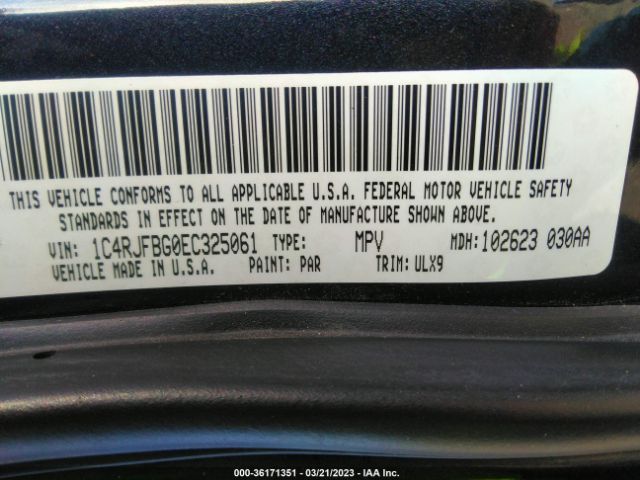 THIS VEHICLE CONFORMS TO ALL APPLICABLE U.S.A. FEDERAL MOTOR VEHICLE SAFETY
STANDARDS IN EFFECT ON THE DATE OF MANUFACTURE SHOWN ABOVE.
VIN: 1C4RJFBG0EC325061 TYPE: MPV MDH: 102623 030AA
VEHICLE MADE IN U.S.A. PAINT: PAR TRIM: ULX9
000-36171351 | 03/21/2023 | IAA Inc.